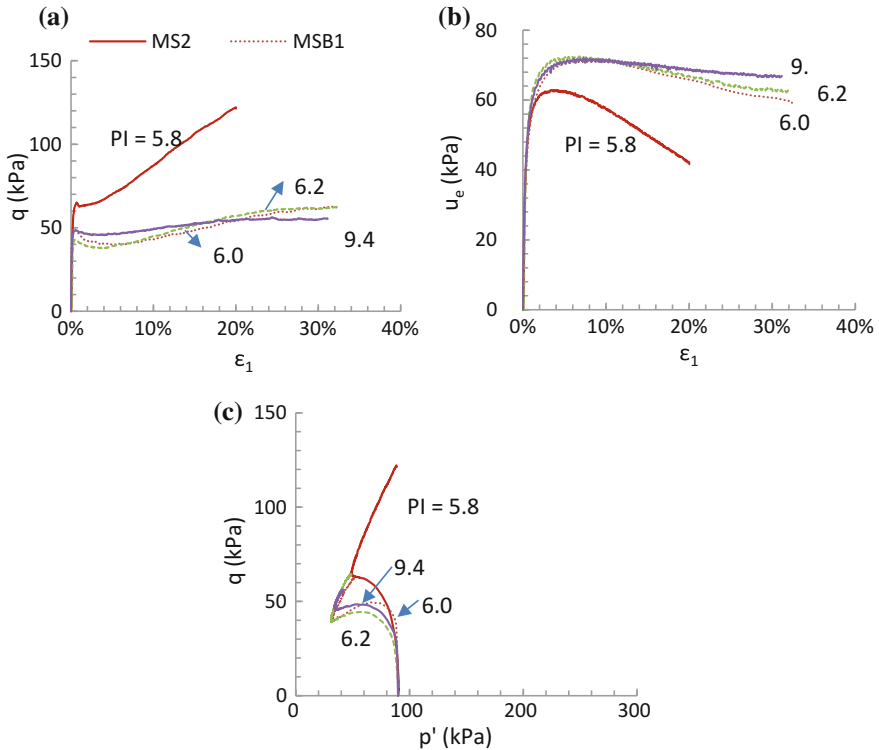 (a)
MS2 MSB1
150
100
50
0
q (kPa)
PI = 5.8
6.2
6.0
9.4
0% 10% 20% 30% 40%
ε1
(b)
80
60
40
20
0
ue (kPa)
9.
6.2
6.0
PI = 5.8
0% 10% 20% 30% 40%
ε1
(c)
150
100
50
0
q (kPa)
PI = 5.8
9.4
6.0
6.2
0 100 200 300
p' (kPa)